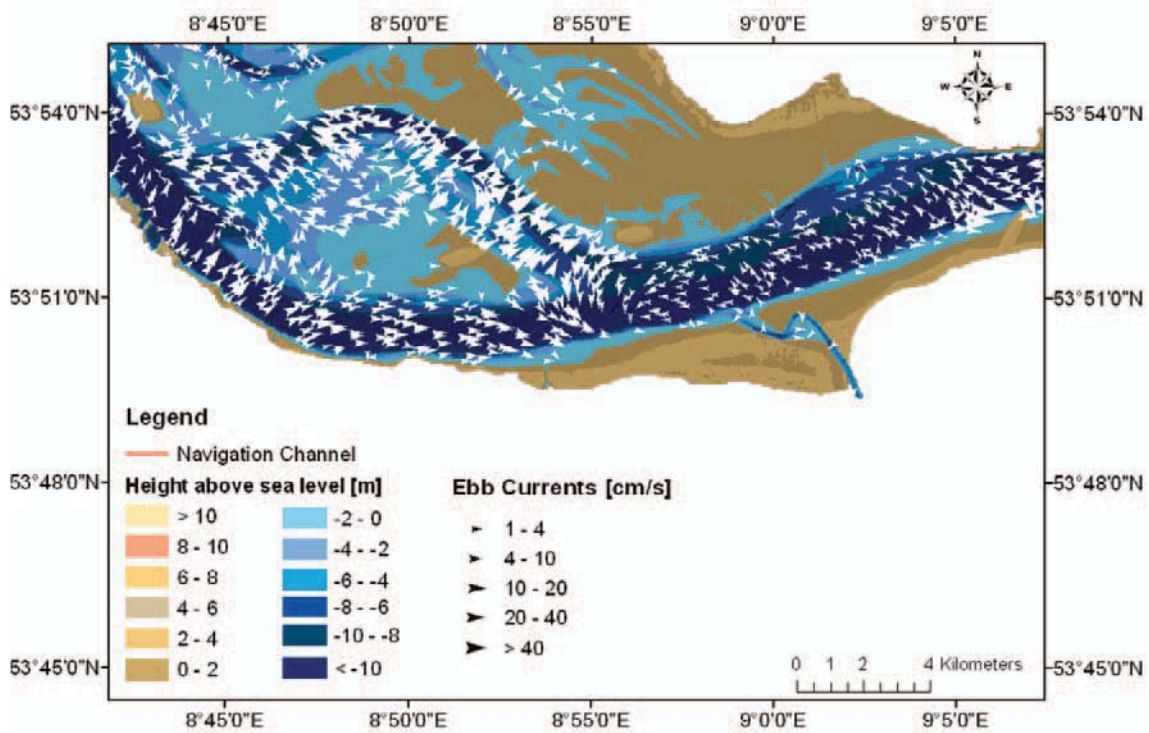 8°45'0"E 8°50'0"E 8°55'0"E 9°0'0"E 9°5'0"E
N
W E
S
53°54'0"N 53°54'0"N
53°51'0"N 53°51'0"N
Legend
Navigation Channel
53°48'0"N 53°48'0"N
Height above sea level [m]
> 10
8 - 10
6 - 8
4 - 6
2 - 4
0 - 2
-2 - 0
-4 - -2
-6 - -4
-8 - -6
-10 - -8
< -10
Ebb Currents [cm/s]
1 - 4
4 - 10
10 - 20
20 - 40
> 40
0 1 2 4 Kilometers
53°45'0"N 53°45'0"N
8°45'0"E 8°50'0"E 8°55'0"E 9°0'0"E 9°5'0"E